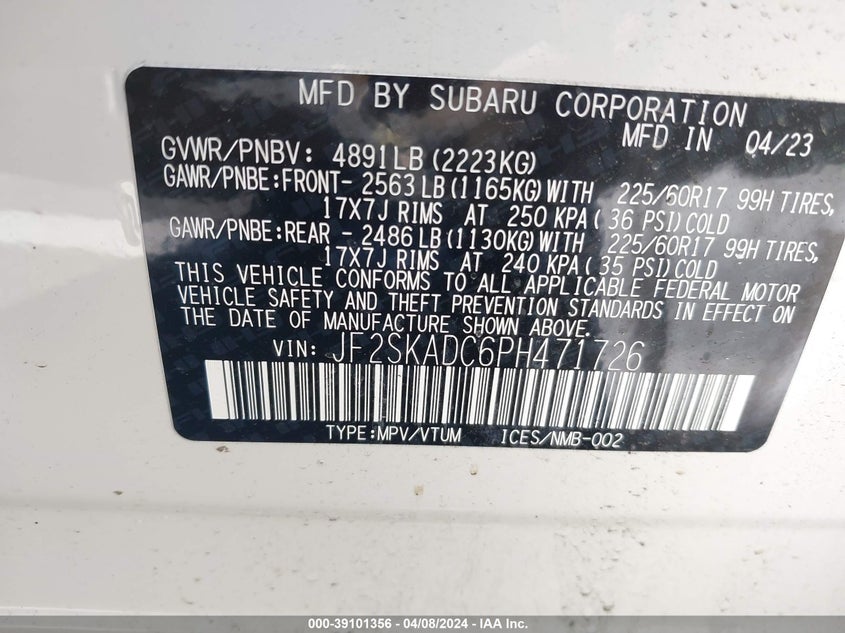 MFD BY SUBARU CORPORATION
MFD IN 04/23
GVWR/PNBV: 4891LB(2223KG)
GAWR/PNBE:FRONT- 2563LB(1165KG)WITH 225/60R17 99H TIRES,
17X7J RIMS AT 250 KPA( 36 PSI)COLD
GAWR/PNBE:REAR - 2486LB(1130KG)WITH 225/60R17 99H TIRES,
17X7J RIMS AT 240 KPA( 35 PSI)COLD
THIS VEHICLE CONFORMS TO ALL APPLICABLE FEDERAL MOTOR
VEHICLE SAFETY AND THEFT PREVENTION STANDARDS IN EFFECT ON
THE DATE OF MANUFACTURE SHOWN ABOVE.
VIN: JF2SKADC6PH471726
TYPE:MPV/VTUM ICES/NMB-002
000-39101356 - 04/08/2024 - IAA Inc.